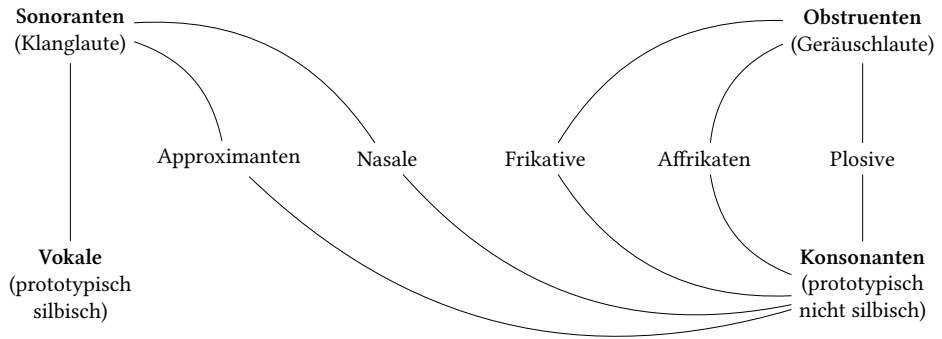 Sonoranten
(Klanglaute)
Obstruenten
(Geräuschlaute)
Approximanten
Nasale
Frikative
Affrikaten
Plosive
Vokale
(prototypisch
silbisch)
Konsonanten
(prototypisch
nicht silbisch)